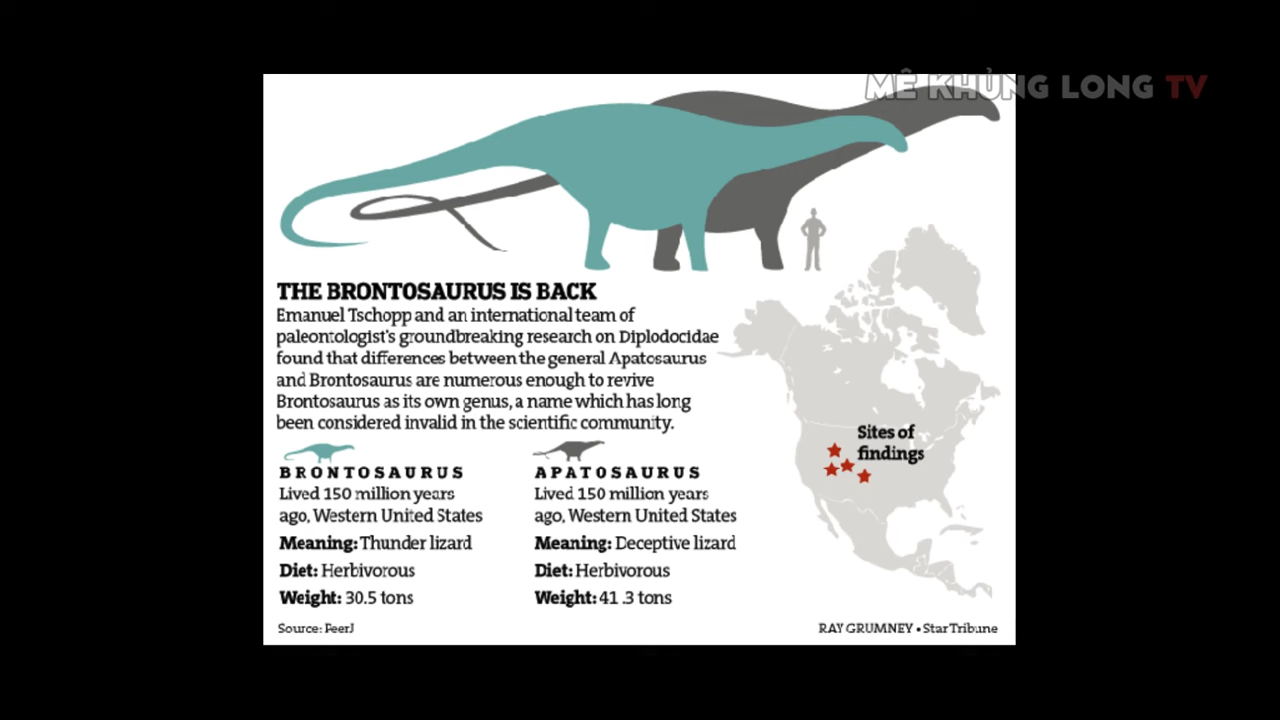 MÊ KHỦNG LONG TV
THE BRONTOSAURUS IS BACK
Emanuel Tschopp and an international team of
paleontologist's groundbreaking research on Diplodocidae
found that differences between the general Apatosaurus
and Brontosaurus are numerous enough to revive
Brontosaurus as its own genus, a name which has long
been considered invalid in the scientific community.
BRONTOSAURUS
Lived 150 million years
ago, Western United States
Meaning: Thunder lizard
Diet: Herbivorous
Weight: 30.5 tons
APATOSAURUS
Lived 150 million years
ago, Western United States
Meaning: Deceptive lizard
Diet: Herbivorous
Weight: 41.3 tons
Sites of
findings
Source: PeerJ
RAY GRUMNEY • StarTribune